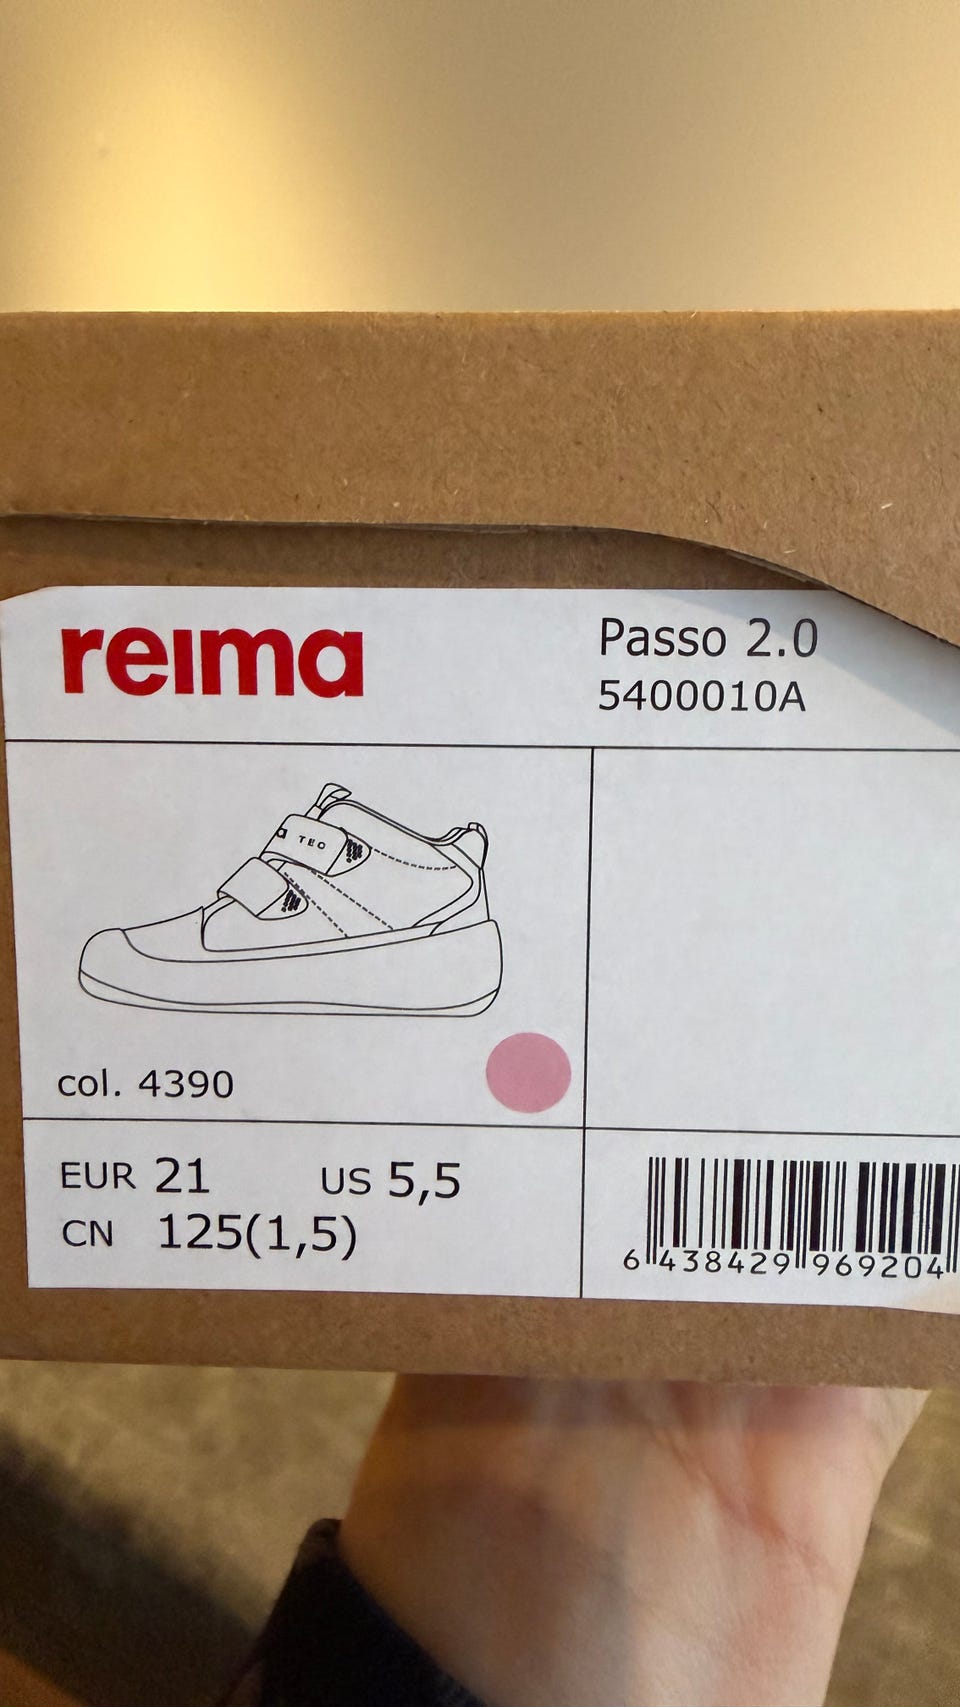 reima
Passo 2.0
5400010A
a TEC
col. 4390
EUR 21 US 5,5
CN 125(1,5)
6 438429 969204